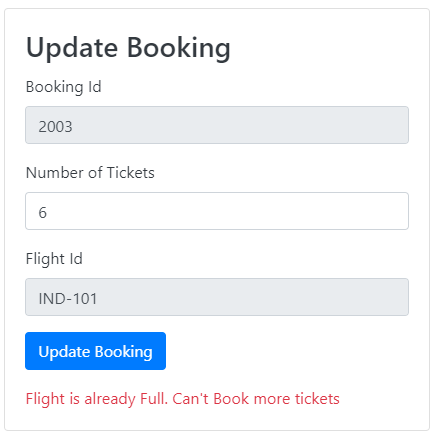 Update Booking
Booking Id
2003
Number of Tickets
6
Flight Id
IND-101
Update Booking
Flight is already Full. Can't Book more tickets